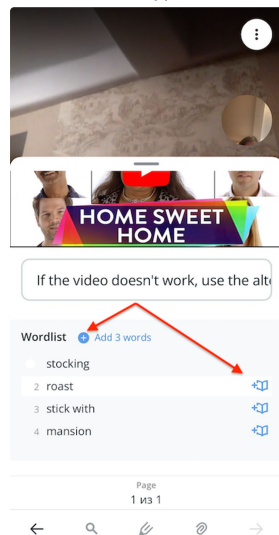 HOME SWEET
HOME
If the video doesn't work, use the alte
Wordlist + Add 3 words
stocking
2 roast
3 stick with
4 mansion
Page
1 из 1